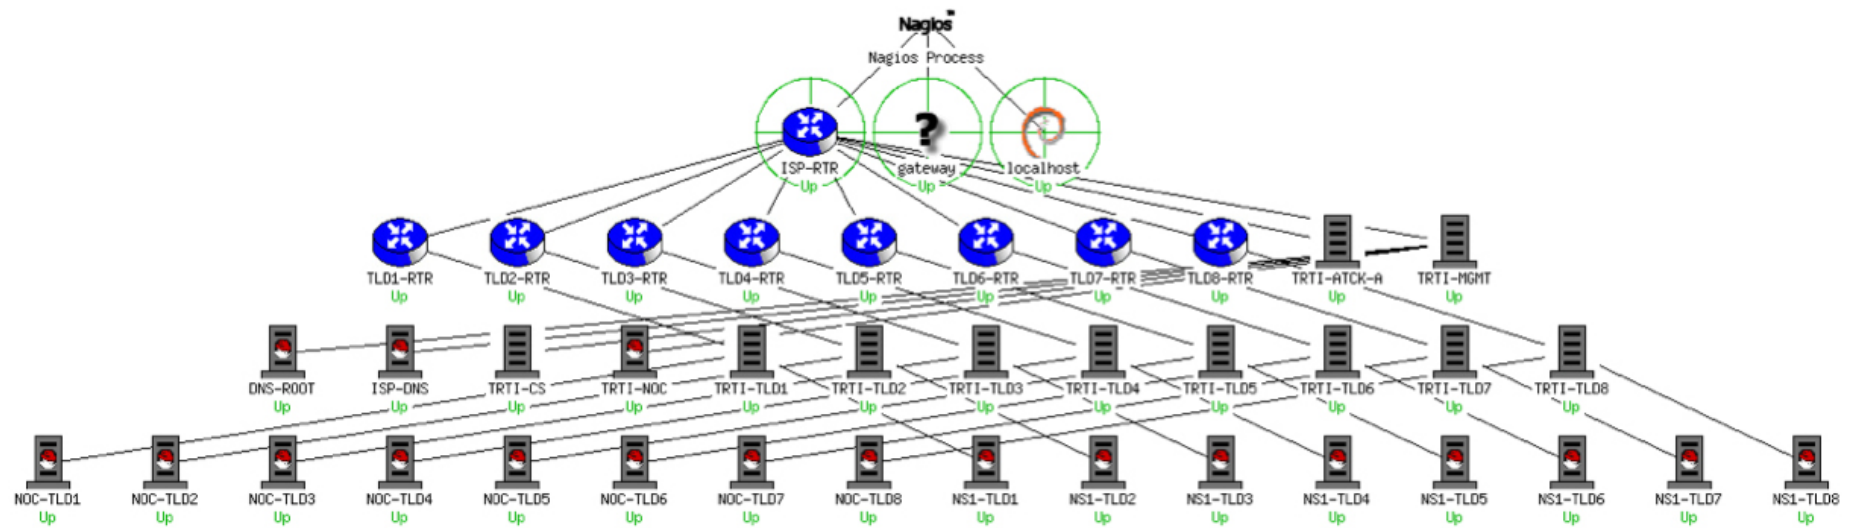 Nagios™
Nagios Process
ISP-RTR gateway localhost
Up Up Up
TLD1-RTR TLD2-RTR TLD3-RTR TLD4-RTR TLD5-RTR TLD6-RTR TLD7-RTR TLD8-RTR TRTI-ATCK-A TRTI-MGMT
Up Up Up Up Up Up Up Up Up Up
DNS-ROOT ISP-DNS TRTI-CS TRTI-NOC TRTI-TLD1 TRTI-TLD2 TRTI-TLD3 TRTI-TLD4 TRTI-TLD5 TRTI-TLD6 TRTI-TLD7 TRTI-TLD8
Up Up Up Up Up Up Up Up Up Up Up Up
NOC-TLD1 NOC-TLD2 NOC-TLD3 NOC-TLD4 NOC-TLD5 NOC-TLD6 NOC-TLD7 NOC-TLD8 NS1-TLD1 NS1-TLD2 NS1-TLD3 NS1-TLD4 NS1-TLD5 NS1-TLD6 NS1-TLD7 NS1-TLD8
Up Up Up Up Up Up Up Up Up Up Up Up Up Up Up Up